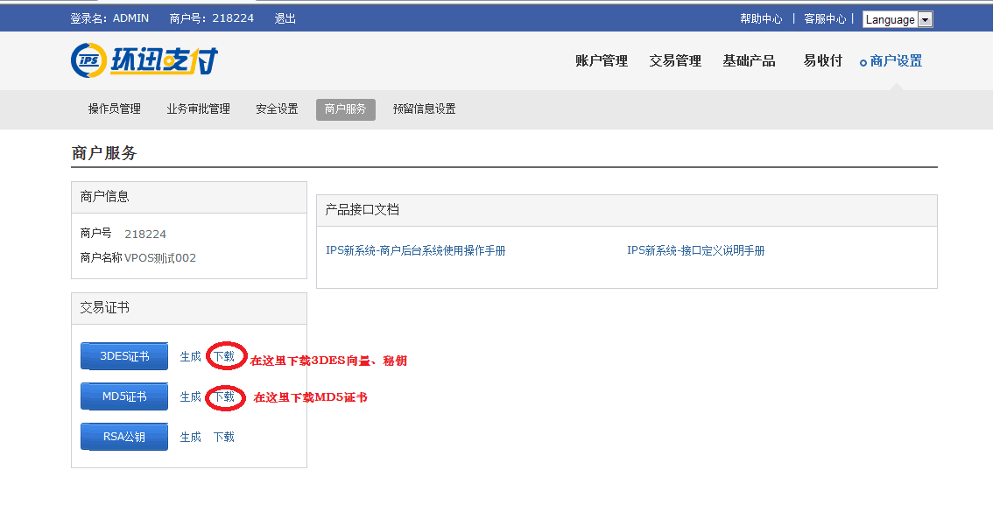 登录名：ADMIN 商户号：218224 退出 帮助中心 | 客服中心 | Language
iPS 环迅支付 账户管理 交易管理 基础产品 易收付 商户设置
操作员管理 业务审批管理 安全设置 商户服务 预留信息设置
商户服务
商户信息
商户号 218224
商户名称 VPOS测试002
产品接口文档
IPS新系统-商户后台系统使用操作手册 IPS新系统-接口定义说明手册
交易证书
3DES证书 生成 下载 在这里下载3DES向量、秘钥
MD5证书 生成 下载 在这里下载MD5证书
RSA公钥 生成 下载